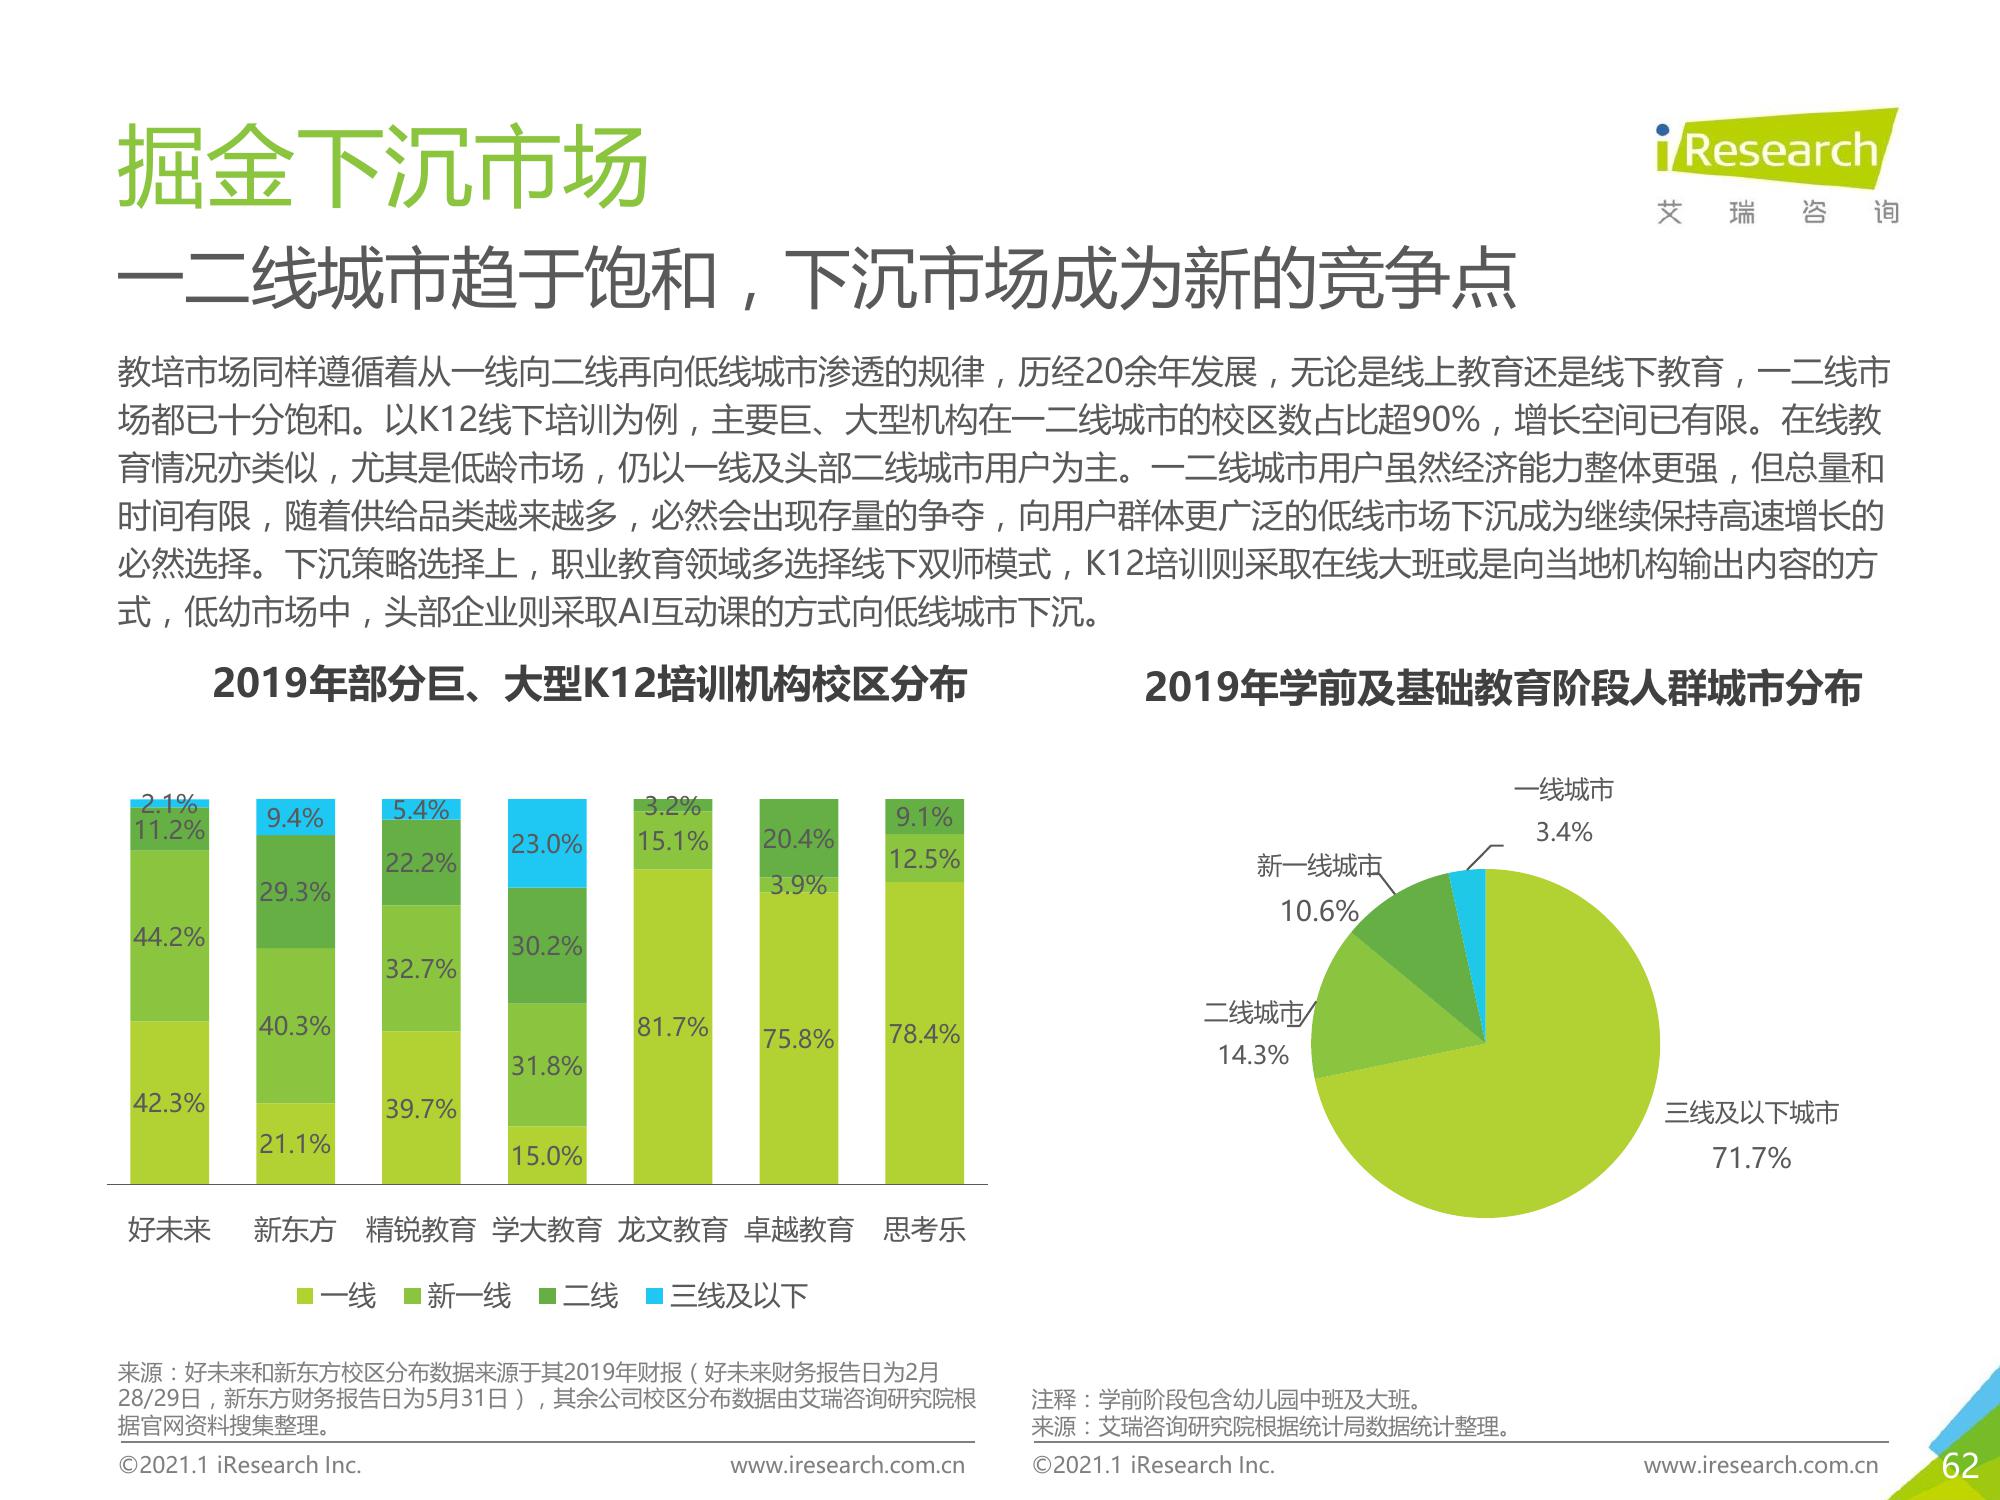 掘金下沉市场
iResearch
艾瑞咨询
一二线城市趋于饱和，下沉市场成为新的竞争点
教培市场同样遵循着从一线向二线再向低线城市渗透的规律，历经20余年发展，无论是线上教育还是线下教育，一二线市
场都已十分饱和。以K12线下培训为例，主要巨、大型机构在一二线城市的校区数占比超90%，增长空间已有限。在线教
育情况亦类似，尤其是低龄市场，仍以一线及头部二线城市用户为主。一二线城市用户虽然经济能力整体更强，但总量和
时间有限，随着供给品类越来越多，必然会出现存量的争夺，向用户群体更广泛的低线市场下沉成为继续保持高速增长的
必然选择。下沉策略选择上，职业教育领域多选择线下双师模式，K12培训则采取在线大班或是向当地机构输出内容的方
式，低幼市场中，头部企业则采取AI互动课的方式向低线城市下沉。
2019年部分巨、大型K12培训机构校区分布
2.1% 9.4% 5.4% 23.0% 3.2% 20.4% 9.1%
11.2% 29.3% 22.2% 30.2% 15.1% 3.9% 12.5%
44.2% 40.3% 32.7% 31.8% 81.7% 75.8% 78.4%
42.3% 21.1% 39.7% 15.0%
好未来 新东方 精锐教育 学大教育 龙文教育 卓越教育 思考乐
一线 新一线 二线 三线及以下
来源：好未来和新东方校区分布数据来源于其2019年财报（好未来财务报告日为2月
28/29日，新东方财务报告日为5月31日），其余公司校区分布数据由艾瑞咨询研究院根
据官网资料搜集整理。
©2021.1 iResearch Inc. www.iresearch.com.cn
2019年学前及基础教育阶段人群城市分布
一线城市
3.4%
新一线城市
10.6%
二线城市
14.3%
三线及以下城市
71.7%
注释：学前阶段包含幼儿园中班及大班。
来源：艾瑞咨询研究院根据统计局数据统计整理。
©2021.1 iResearch Inc. www.iresearch.com.cn
62